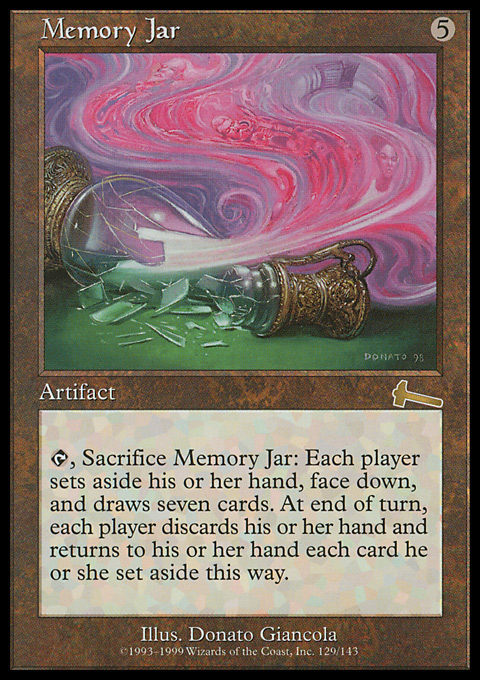 Memory Jar 5
DONATO 98
Artifact
, Sacrifice Memory Jar: Each player
sets aside his or her hand, face down,
and draws seven cards. At end of turn,
each player discards his or her hand and
returns to his or her hand each card he
or she set aside this way.
Illus. Donato Giancola
©1993-1999 Wizards of the Coast, Inc. 129/143